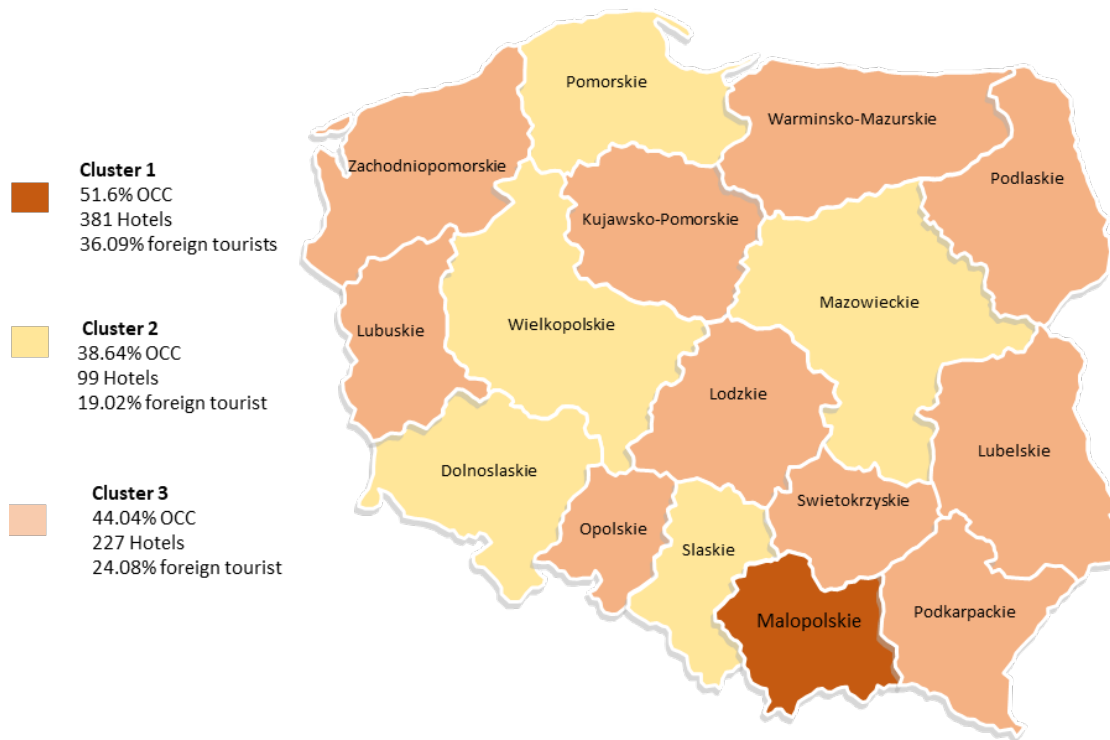 Cluster 1
51.6% OCC
381 Hotels
36.09% foreign tourists
Cluster 2
38.64% OCC
99 Hotels
19.02% foreign tourist
Cluster 3
44.04% OCC
227 Hotels
24.08% foreign tourist
Pomorskie
Warminsko-Mazurskie
Zachodniopomorskie
Podlaskie
Kujawsko-Pomorskie
Mazowieckie
Wielkopolskie
Lubuskie
Lodzkie
Lubelskie
Dolnoslaskie
Swietokrzyskie
Opolskie
Slaskie
Podkarpackie
Malopolskie